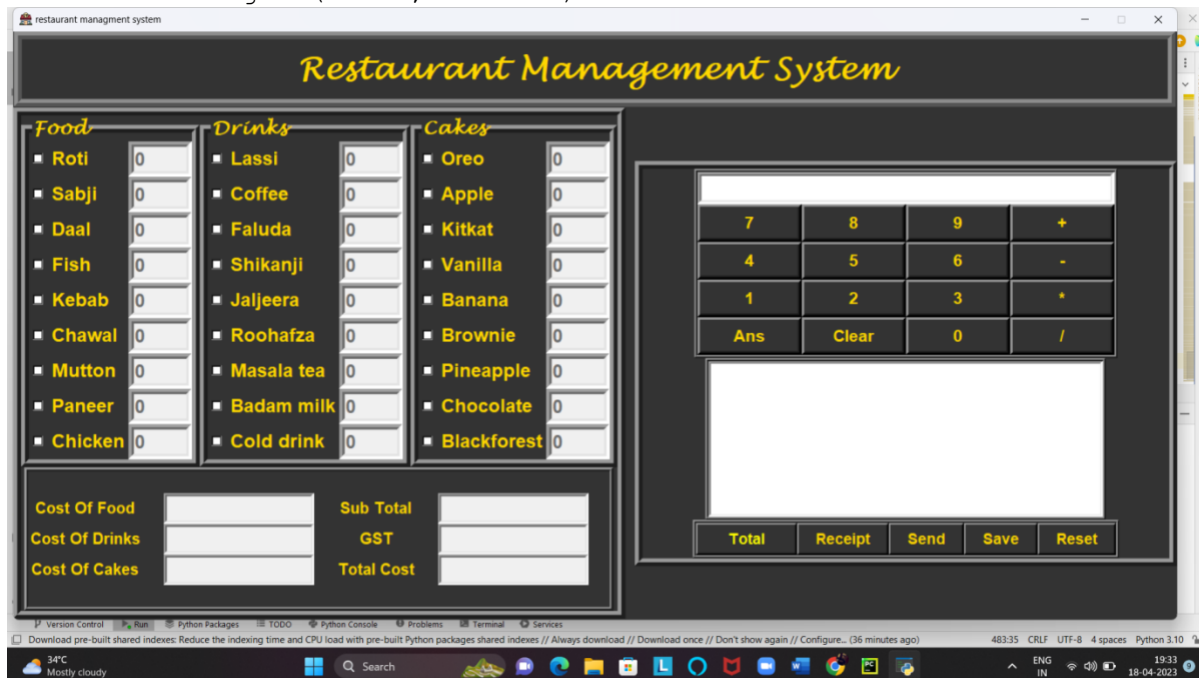 restaurant managment system
Restaurant Management System
Food
Roti 0
Sabji 0
Daal 0
Fish 0
Kebab 0
Chawal 0
Mutton 0
Paneer 0
Chicken 0
Drinks
Lassi 0
Coffee 0
Faluda 0
Shikanji 0
Jaljeera 0
Roohafza 0
Masala tea 0
Badam milk 0
Cold drink 0
Cakes
Oreo 0
Apple 0
Kitkat 0
Vanilla 0
Banana 0
Brownie 0
Pineapple 0
Chocolate 0
Blackforest 0
7 8 9 +
4 5 6 -
1 2 3 *
Ans Clear 0 /
Total Receipt Send Save Reset
Cost Of Food
Cost Of Drinks
Cost Of Cakes
Sub Total
GST
Total Cost
Version Control Run Python Packages TODO Python Console Problems Terminal Services
Download pre-built shared indexes: Reduce the indexing time and CPU load with pre-built Python packages shared indexes // Always download // Download once // Don't show again // Configure... (36 minutes ago) 483:35 CRLF UTF-8 4 spaces Python 3.10
34°C
Mostly cloudy
Search
ENG
IN
19:33
18-04-2023